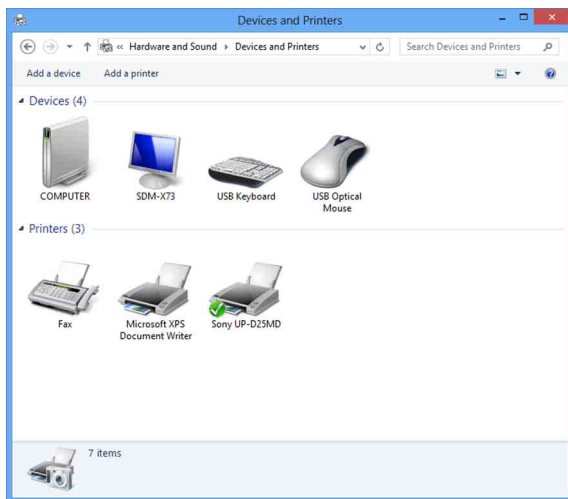 Devices and Printers
« Hardware and Sound ▸ Devices and Printers
Search Devices and Printers
Add a device Add a printer
Devices (4)
COMPUTER SDM-X73 USB Keyboard USB Optical
Mouse
Printers (3)
Fax Microsoft XPS Sony UP-D25MD
Document Writer
7 items